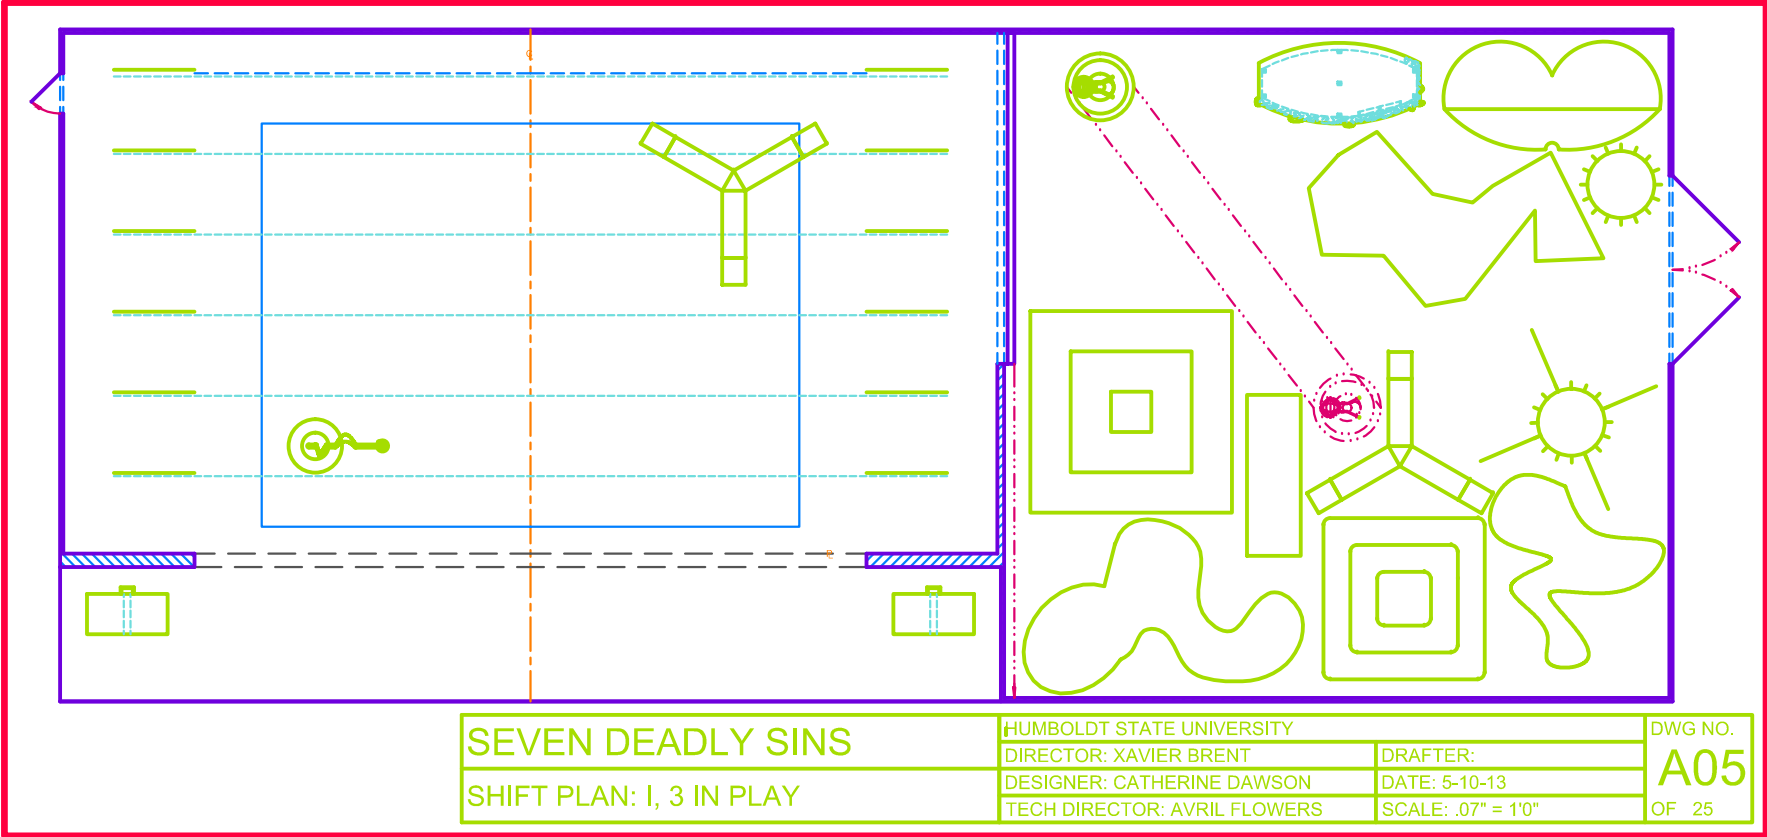 SEVEN DEADLY SINS
SHIFT PLAN: I, 3 IN PLAY
HUMBOLDT STATE UNIVERSITY
DIRECTOR: XAVIER BRENT
DRAFTER:
DESIGNER: CATHERINE DAWSON
DATE: 5-10-13
TECH DIRECTOR: AVRIL FLOWERS
SCALE: .07" = 1'0"
DWG NO.
A05
OF 25